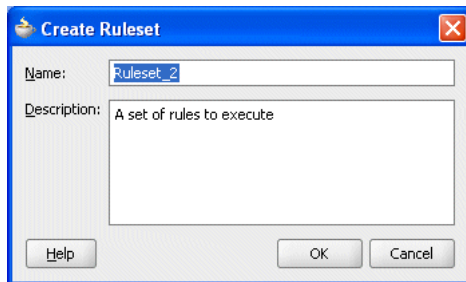 Create Ruleset
Name: Ruleset_2
Description: A set of rules to execute
Help OK Cancel